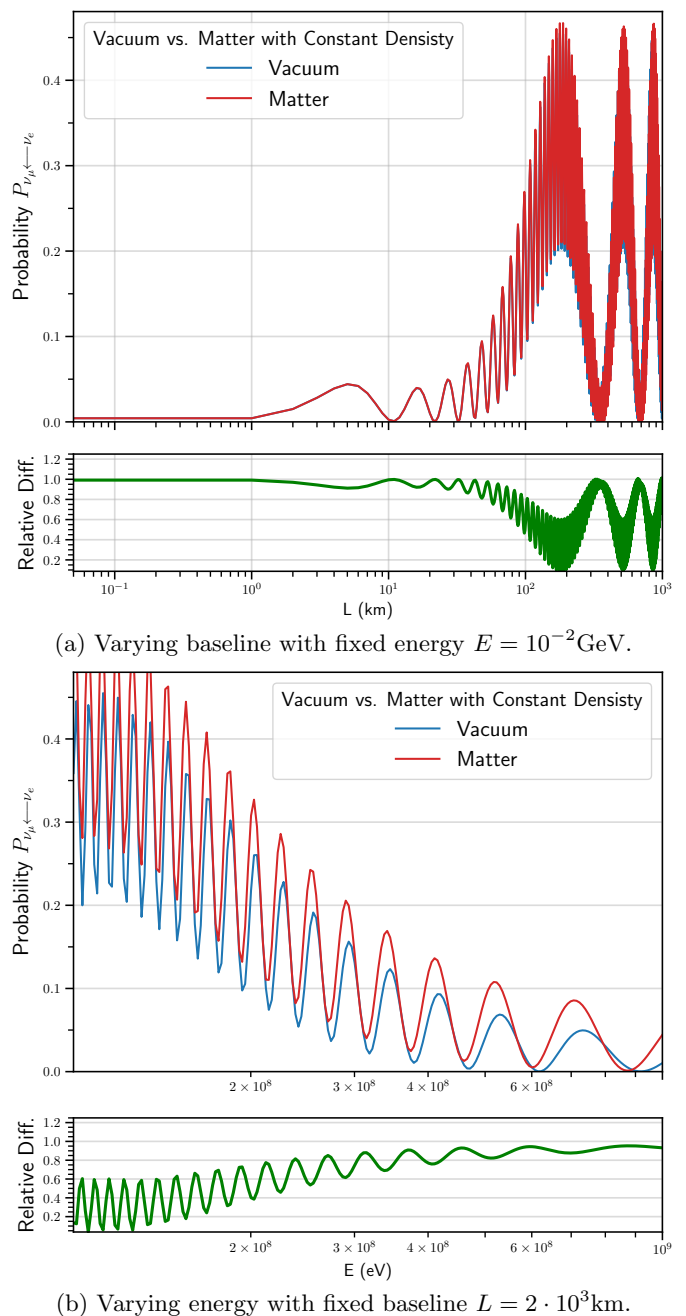 Vacuum vs. Matter with Constant Densisty
Vacuum
Matter
Probability P_{ν_μ ⟵ ν_e}
0.4
0.3
0.2
0.1
0.0
Relative Diff.
1.2
1.0
0.8
0.6
0.4
0.2
10^{-1}
10^0
10^1
10^2
10^3
L (km)
(a) Varying baseline with fixed energy E = 10^{-2}GeV.
Vacuum vs. Matter with Constant Densisty
Vacuum
Matter
Probability P_{ν_μ ⟵ ν_e}
0.4
0.3
0.2
0.1
0.0
2 × 10^8
3 × 10^8
4 × 10^8
6 × 10^8
Relative Diff.
1.2
1.0
0.8
0.6
0.4
0.2
2 × 10^8
3 × 10^8
4 × 10^8
6 × 10^8
10^9
E (eV)
(b) Varying energy with fixed baseline L = 2 · 10^3km.